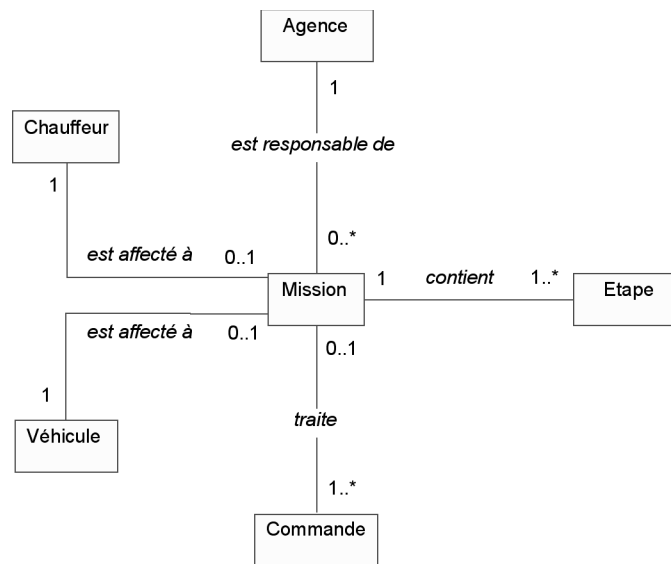 Agence
1
est responsable de
0..*
Chauffeur
1
est affecté à
0..1
Mission
1
contient
1..*
Etape
est affecté à
0..1
1
Véhicule
0..1
traite
1..*
Commande